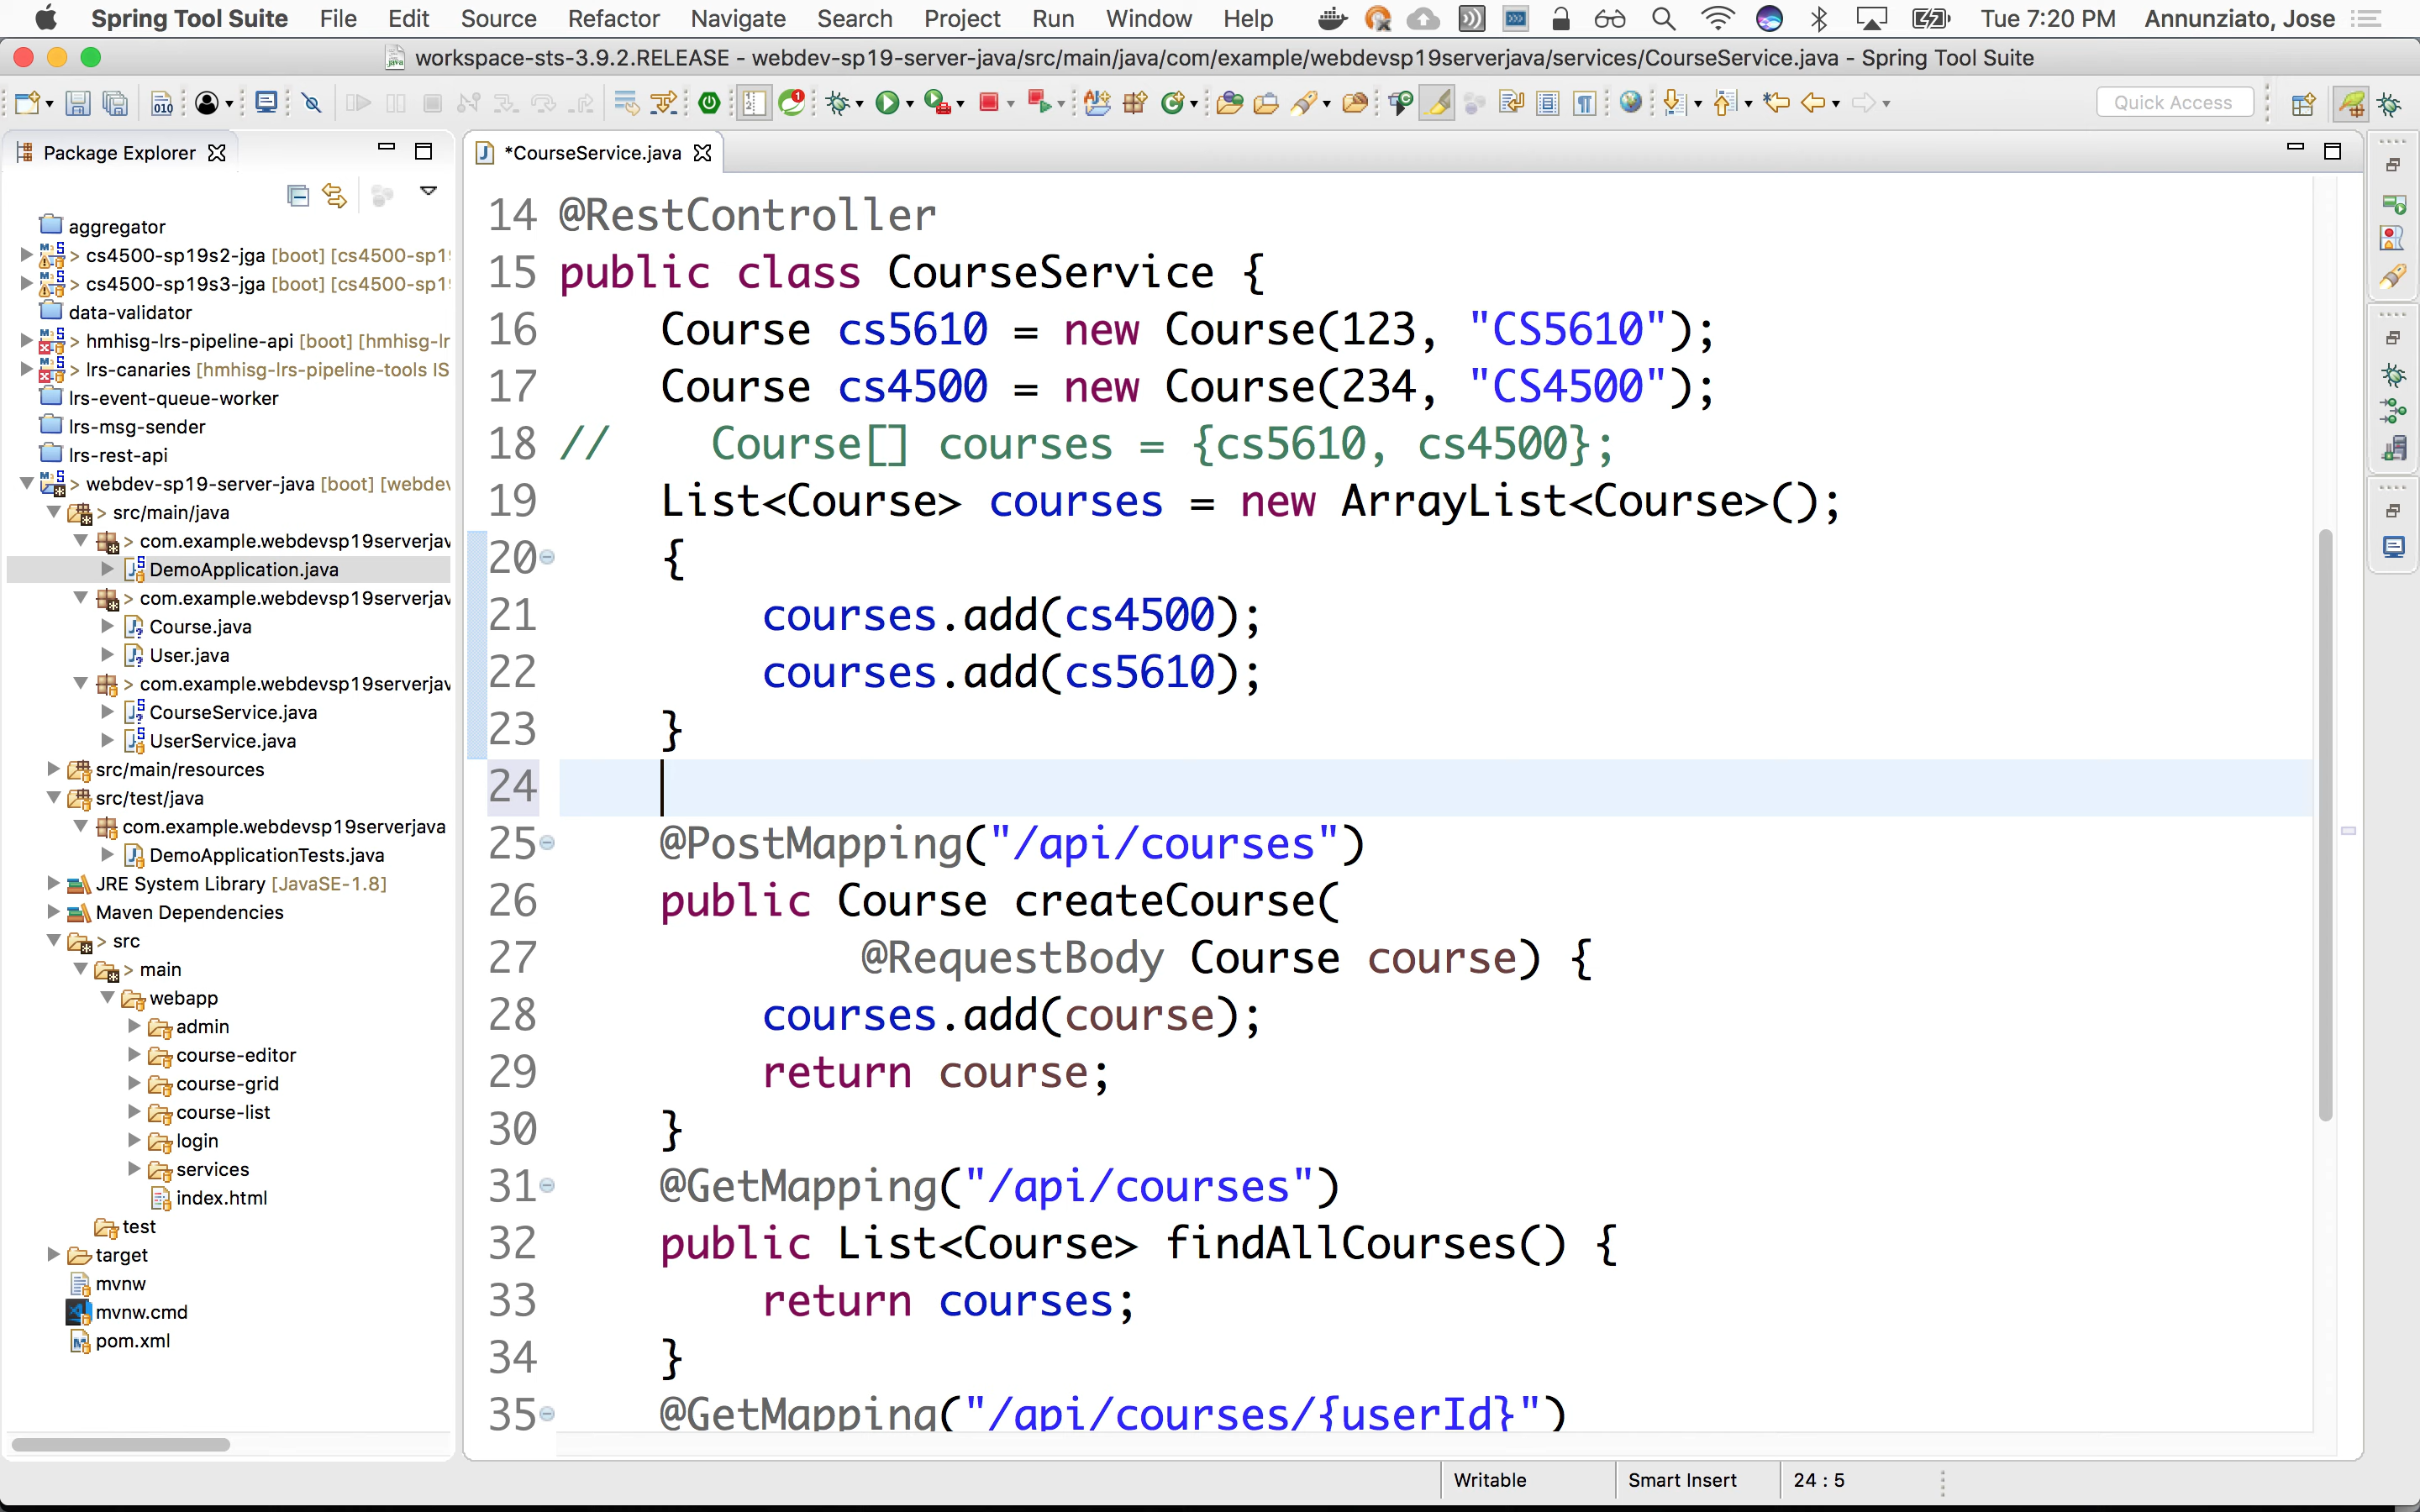 Spring Tool Suite File Edit Source Refactor Navigate Search Project Run Window Help Tue 7:20 PM Annunziato, Jose
workspace-sts-3.9.2.RELEASE - webdev-sp19-server-java/src/main/java/com/example/webdevsp19serverjava/services/CourseService.java - Spring Tool Suite
Quick Access
Package Explorer
aggregator
> cs4500-sp19s2-jga [boot] [cs4500-sp1
> cs4500-sp19s3-jga [boot] [cs4500-sp1
data-validator
> hmhisg-lrs-pipeline-api [boot] [hmhisg-lr
> lrs-canaries [hmhisg-lrs-pipeline-tools IS
lrs-event-queue-worker
lrs-msg-sender
lrs-rest-api
> webdev-sp19-server-java [boot] [webdev
> src/main/java
> com.example.webdevsp19serverjav
DemoApplication.java
> com.example.webdevsp19serverjav
Course.java
User.java
> com.example.webdevsp19serverjav
CourseService.java
UserService.java
src/main/resources
src/test/java
com.example.webdevsp19serverjava
DemoApplicationTests.java
JRE System Library [JavaSE-1.8]
Maven Dependencies
> src
> main
webapp
admin
course-editor
course-grid
course-list
login
services
index.html
test
target
mvnw
mvnw.cmd
pom.xml
*CourseService.java
14 @RestController
15 public class CourseService {
16 Course cs5610 = new Course(123, "CS5610");
17 Course cs4500 = new Course(234, "CS4500");
18 // Course[] courses = {cs5610, cs4500};
19 List<Course> courses = new ArrayList<Course>();
20 {
21 courses.add(cs4500);
22 courses.add(cs5610);
23 }
24
25 @PostMapping("/api/courses")
26 public Course createCourse(
27 @RequestBody Course course) {
28 courses.add(course);
29 return course;
30 }
31 @GetMapping("/api/courses")
32 public List<Course> findAllCourses() {
33 return courses;
34 }
35 @GetMapping("/api/courses/{userId}")
Writable Smart Insert 24 : 5